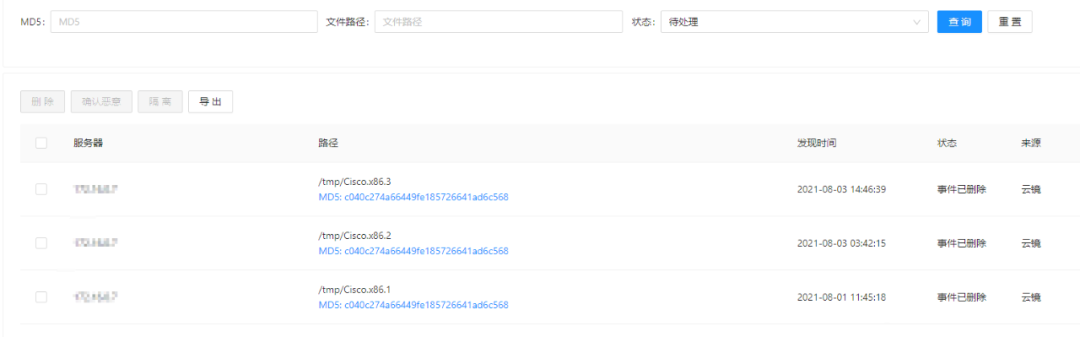 MD5: MD5 文件路径: 文件路径 状态: 待处理 查询 重置
删除 确认恶意 隔离 导出
服务器 路径 发现时间 状态 来源
/tmp/Cisco.x86.3
MD5: c040c274a66449fe185726641ad6c568
2021-08-03 14:46:39 事件已删除 云镜
/tmp/Cisco.x86.2
MD5: c040c274a66449fe185726641ad6c568
2021-08-03 03:42:15 事件已删除 云镜
/tmp/Cisco.x86.1
MD5: c040c274a66449fe185726641ad6c568
2021-08-01 11:45:18 事件已删除 云镜